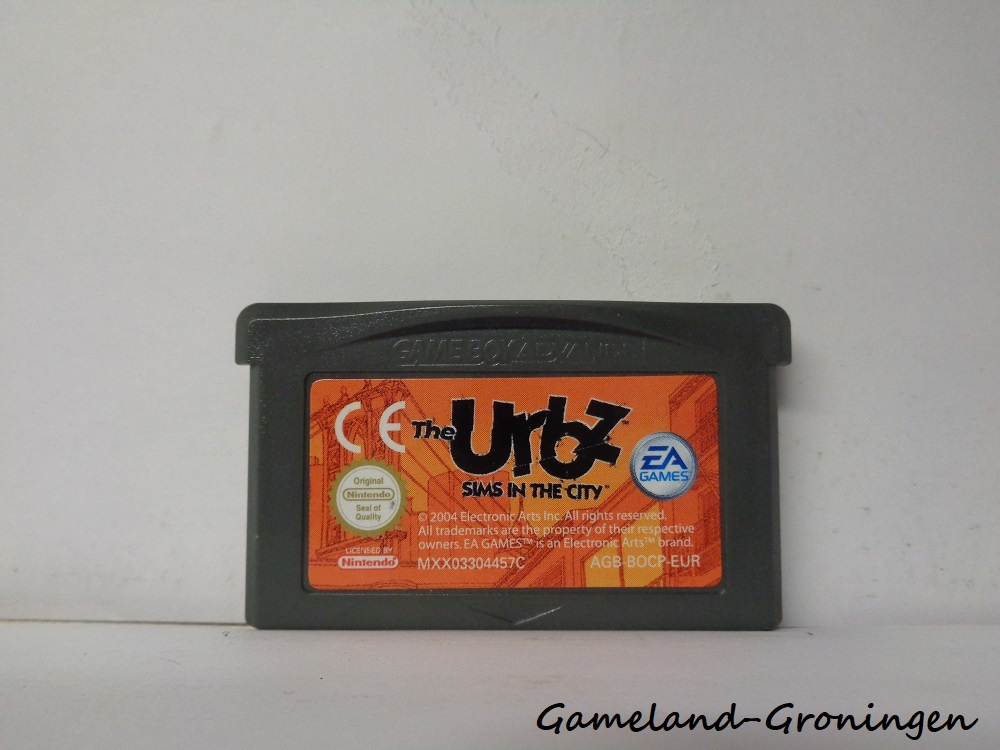 GAME BOY ADVANCE
CE
The Urbz™
SIMS IN THE CITY™
EA
GAMES
Original
Nintendo
Seal of
Quality
© 2004 Electronic Arts Inc. All rights reserved.
All trademarks are the property of their respective
owners. EA GAMES™ is an Electronic Arts™ brand.
LICENSED BY
Nintendo
MXX03304457C
AGB-BOCP-EUR
Gameland-Groningen